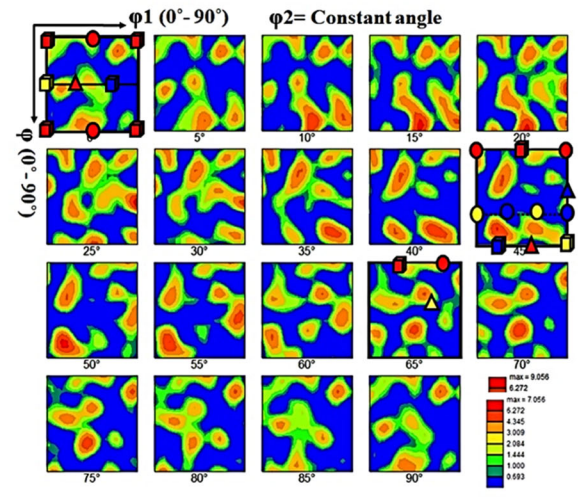 φ1 (0°- 90°) φ2= Constant angle
φ (0°- 90°)
5° 10° 15° 20°
25° 30° 35° 40° 45°
50° 55° 60° 65° 70°
75° 80° 85° 90°
max = 9.056
6.272
max = 7.056
5.272
4.345
3.009
2.084
1.444
1.000
0.693